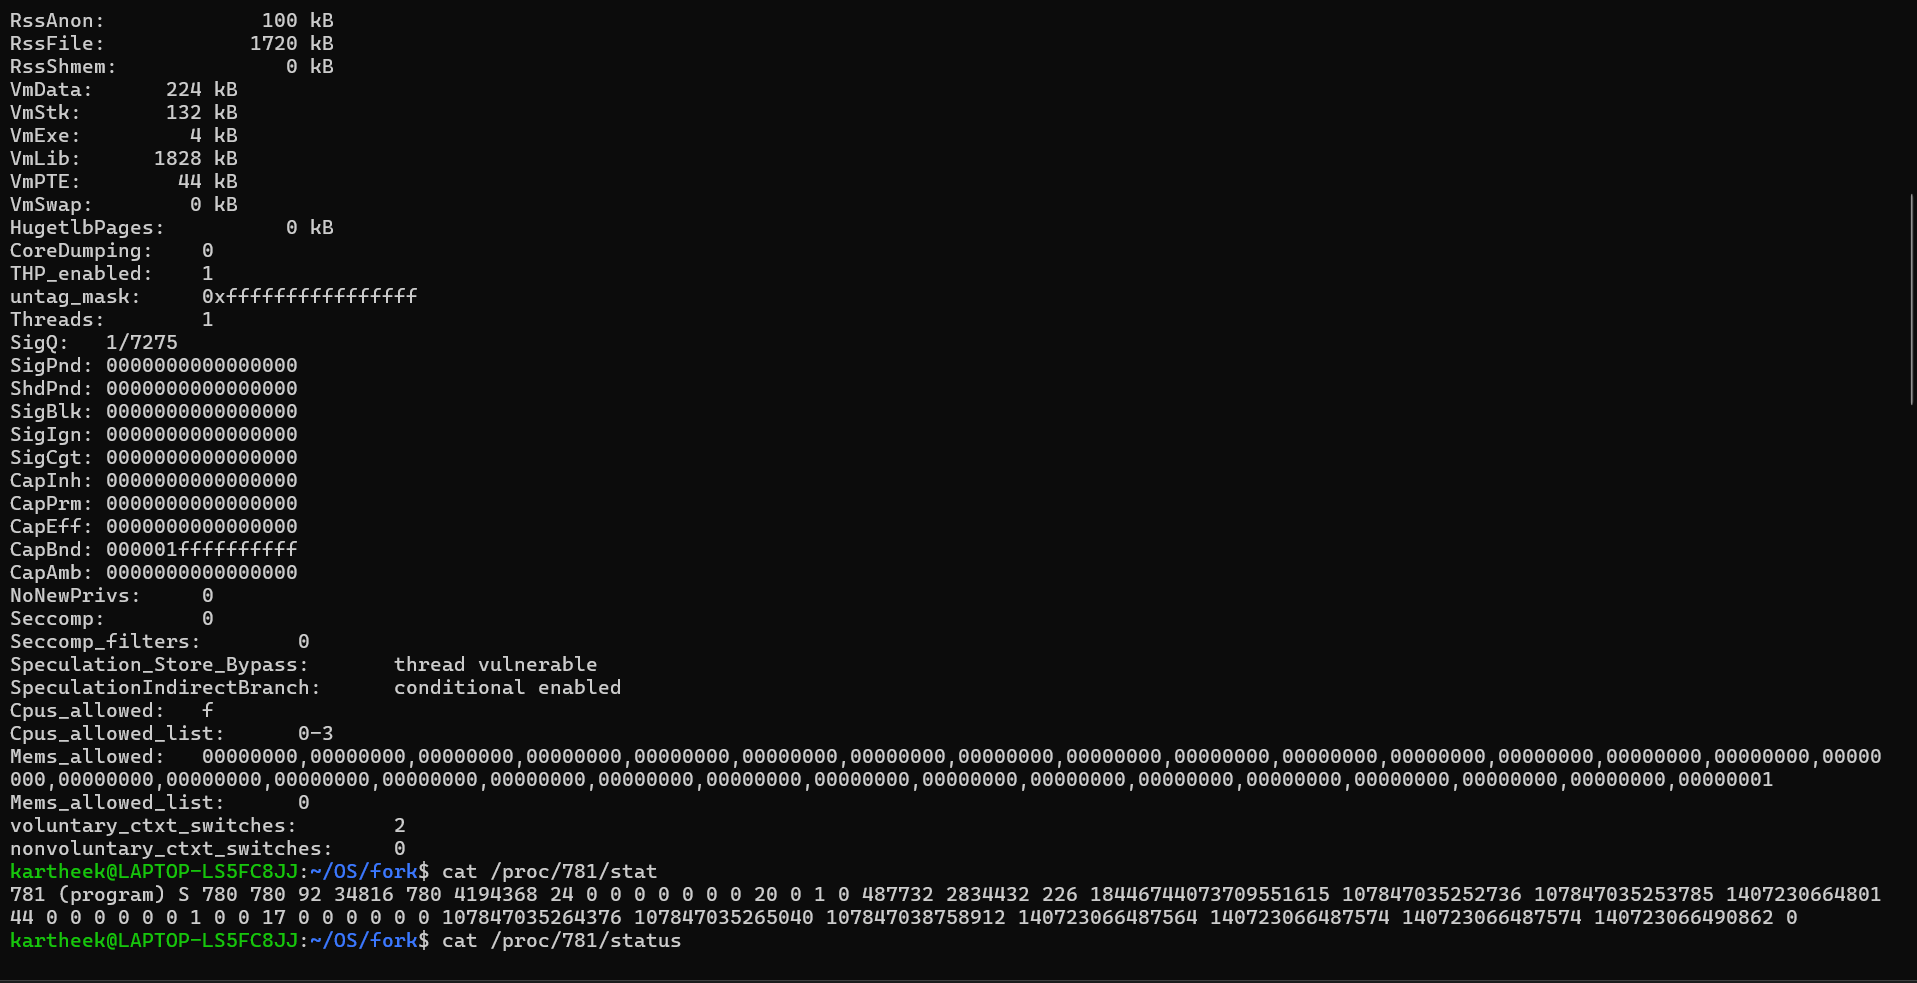 RssAnon:             100 kB
RssFile:            1720 kB
RssShmem:              0 kB
VmData:      224 kB
VmStk:       132 kB
VmExe:         4 kB
VmLib:      1828 kB
VmPTE:        44 kB
VmSwap:        0 kB
HugetlbPages:          0 kB
CoreDumping:    0
THP_enabled:    1
untag_mask:     0xffffffffffffffff
Threads:        1
SigQ:   1/7275
SigPnd: 0000000000000000
ShdPnd: 0000000000000000
SigBlk: 0000000000000000
SigIgn: 0000000000000000
SigCgt: 0000000000000000
CapInh: 0000000000000000
CapPrm: 0000000000000000
CapEff: 0000000000000000
CapBnd: 000001ffffffffff
CapAmb: 0000000000000000
NoNewPrivs:     0
Seccomp:        0
Seccomp_filters:        0
Speculation_Store_Bypass:       thread vulnerable
SpeculationIndirectBranch:      conditional enabled
Cpus_allowed:   f
Cpus_allowed_list:      0-3
Mems_allowed:   00000000,00000000,00000000,00000000,00000000,00000000,00000000,00000000,00000000,00000000,00000000,00000000,00000000,00000000,00000000,00000
000,00000000,00000000,00000000,00000000,00000000,00000000,00000000,00000000,00000000,00000000,00000000,00000000,00000000,00000000,00000000,00000001
Mems_allowed_list:      0
voluntary_ctxt_switches:        2
nonvoluntary_ctxt_switches:     0
kartheek@LAPTOP-LS5FC8JJ:~/OS/fork$ cat /proc/781/stat
781 (program) S 780 780 92 34816 780 4194368 24 0 0 0 0 0 0 0 20 0 1 0 487732 2834432 226 18446744073709551615 107847035252736 107847035253785 1407230664801
44 0 0 0 0 0 0 1 0 0 17 0 0 0 0 0 0 107847035264376 107847035265040 107847038758912 140723066487564 140723066487574 140723066487574 140723066490862 0
kartheek@LAPTOP-LS5FC8JJ:~/OS/fork$ cat /proc/781/status